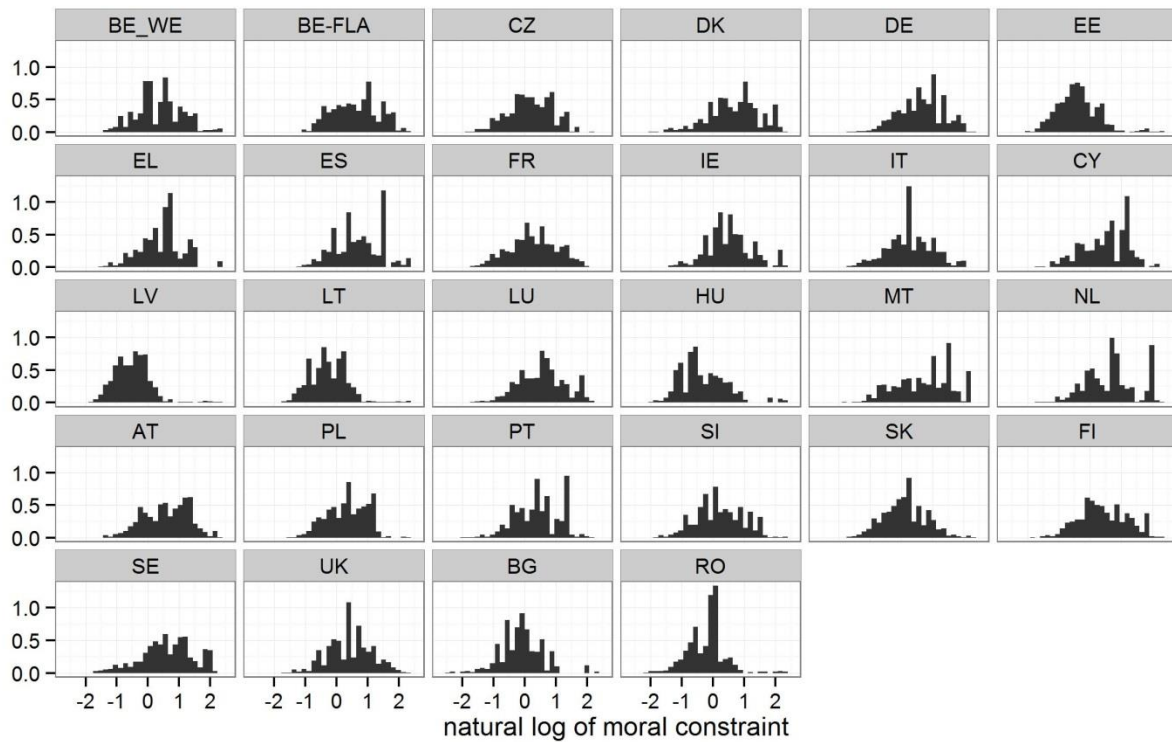 BE_WE BE-FLA CZ DK DE EE
1.0
0.5
0.0
EL ES FR IE IT CY
1.0
0.5
0.0
LV LT LU HU MT NL
1.0
0.5
0.0
AT PL PT SI SK FI
1.0
0.5
0.0
SE UK BG RO
1.0
0.5
0.0
-2 -1 0 1 2 -2 -1 0 1 2 -2 -1 0 1 2 -2 -1 0 1 2
natural log of moral constraint